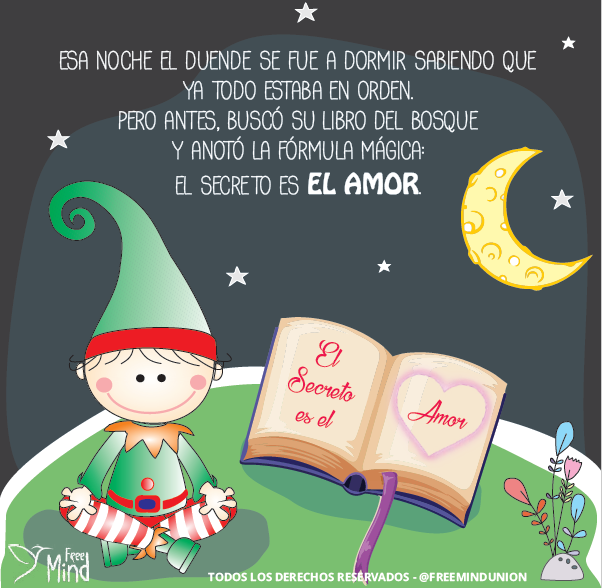 ESA NOCHE EL DUENDE SE FUE A DORMIR SABIENDO QUE
YA TODO ESTABA EN ORDEN.
PERO ANTES, BUSCÓ SU LIBRO DEL BOSQUE
Y ANOTÓ LA FÓRMULA MÁGICA:
EL SECRETO ES EL AMOR.
El
Secreto
es el
Amor
Free
Mind
TODOS LOS DERECHOS RESERVADOS - @FREEMINDUNION